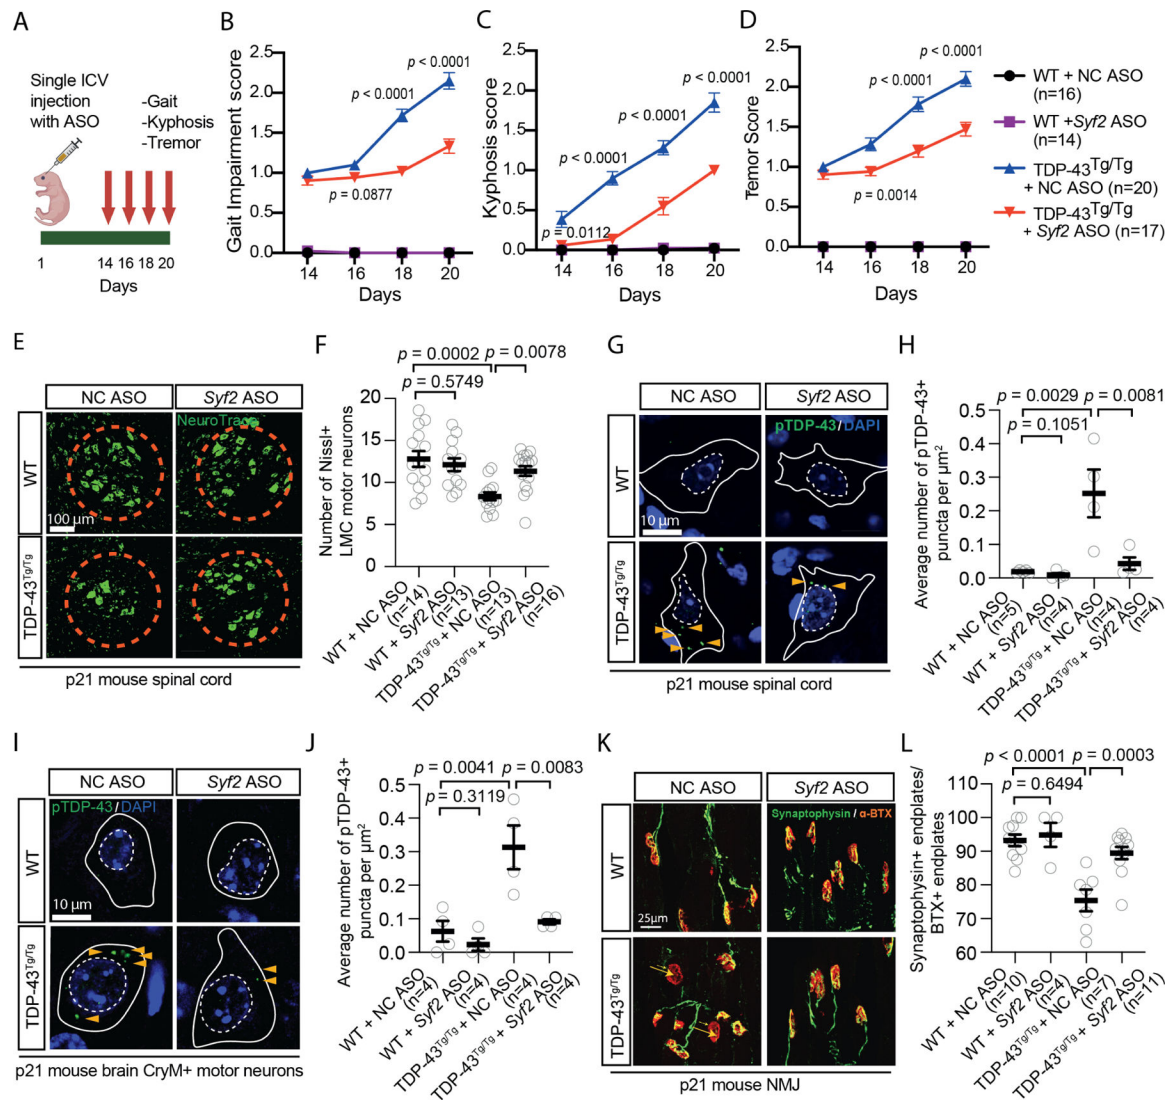 A
Single ICV
injection
with ASO
-Gait
-Kyphosis
-Tremor
1
14 16 18 20
Days
B
Gait Impairment score
2.5
2.0
1.5
1.0
0.5
0.0
p < 0.0001
p < 0.0001
p = 0.0877
14 16 18 20
Days
C
Kyphosis score
2.5
2.0
1.5
1.0
0.5
0.0
p < 0.0001
p < 0.0001
p < 0.0001
p = 0.0112
14 16 18 20
Days
D
Temor Score
2.5
2.0
1.5
1.0
0.5
0.0
p < 0.0001
p < 0.0001
p = 0.0014
14 16 18 20
Days
WT + NC ASO
(n=16)
WT +Syf2 ASO
(n=14)
TDP-43Tg/Tg
+ NC ASO (n=20)
TDP-43Tg/Tg
+ Syf2 ASO (n=17)
E
NC ASO
Syf2 ASO
NeuroTrace
WT
100 µm
TDP-43Tg/Tg
p21 mouse spinal cord
F
p = 0.0002
p = 0.0078
p = 0.5749
Number of Nissl+
LMC motor neurons
20
15
10
5
0
WT + NC ASO
(n=14)
WT + Syf2 ASO
(n=13)
TDP-43Tg/Tg + NC ASO
(n=13)
TDP-43Tg/Tg + Syf2 ASO
(n=16)
G
NC ASO
Syf2 ASO
pTDP-43/DAPI
WT
10 µm
TDP-43Tg/Tg
p21 mouse spinal cord
H
p = 0.0029
p = 0.0081
p = 0.1051
Average number of pTDP-43+
puncta per µm²
0.5
0.4
0.3
0.2
0.1
0.0
WT + NC ASO
(n=5)
WT + Syf2 ASO
(n=4)
TDP-43Tg/Tg + NC ASO
(n=4)
TDP-43Tg/Tg + Syf2 ASO
(n=4)
I
NC ASO
Syf2 ASO
pTDP-43/DAPI
WT
10 µm
TDP-43Tg/Tg
p21 mouse brain CryM+ motor neurons
J
p = 0.0041
p = 0.0083
p = 0.3119
Average number of pTDP-43+
puncta per µm²
0.5
0.4
0.3
0.2
0.1
0.0
WT + NC ASO
(n=4)
WT + Syf2 ASO
(n=4)
TDP-43Tg/Tg + NC ASO
(n=4)
TDP-43Tg/Tg + Syf2 ASO
(n=4)
K
NC ASO
Syf2 ASO
Synaptophysin / α-BTX
WT
25µm
TDP-43Tg/Tg
p21 mouse NMJ
L
p < 0.0001
p = 0.0003
p = 0.6494
Synaptophysin+ endplates/
BTX+ endplates
110
100
90
80
70
60
WT + NC ASO
(n=10)
WT + Syf2 ASO
(n=4)
TDP-43Tg/Tg + NC ASO
(n=7)
TDP-43Tg/Tg + Syf2 ASO
(n=11)